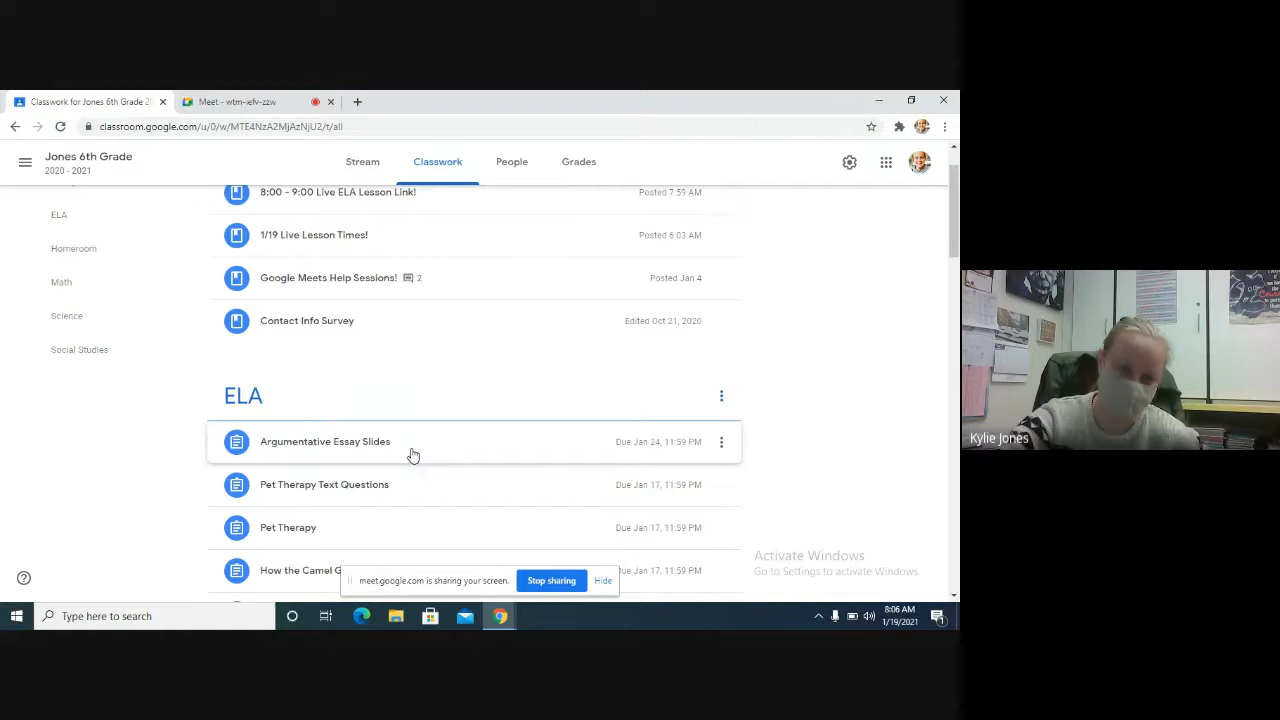 Classwork for Jones 6th Grade 2
Meet - wtm-iefv-zzw
classroom.google.com/u/0/w/MTE4NzA2MjAzNjU2/t/all
Jones 6th Grade
2020 - 2021
Stream
Classwork
People
Grades
ELA
Homeroom
Math
Science
Social Studies
8:00 - 9:00 Live ELA Lesson Link!
Posted 7:59 AM
1/19 Live Lesson Times!
Posted 6:03 AM
Google Meets Help Sessions!
2
Posted Jan 4
Contact Info Survey
Edited Oct 21, 2020
ELA
Argumentative Essay Slides
Due Jan 24, 11:59 PM
Pet Therapy Text Questions
Due Jan 17, 11:59 PM
Pet Therapy
Due Jan 17, 11:59 PM
How the Camel G
Due Jan 17, 11:59 PM
meet.google.com is sharing your screen.
Stop sharing
Hide
Activate Windows
Go to Settings to activate Windows.
Type here to search
8:06 AM
1/19/2021
1
Kylie Jones